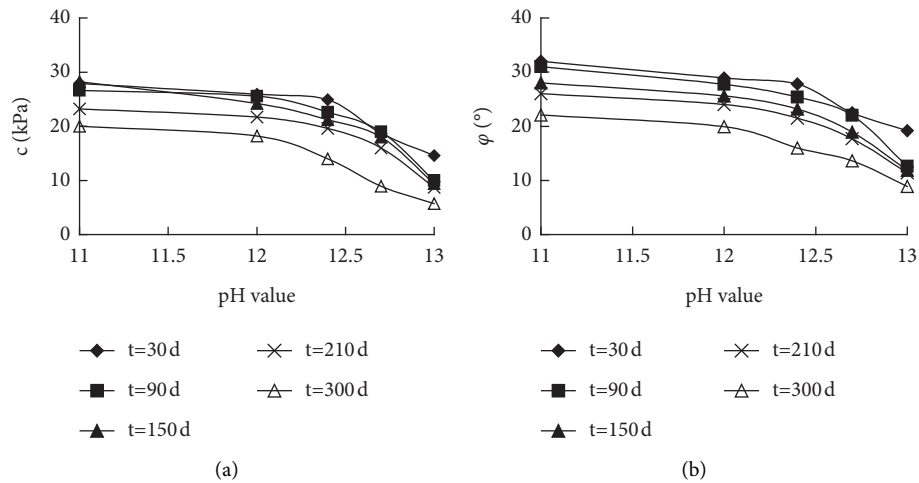 40
30
20
10
0
c (kPa)
11 11.5 12 12.5 13
pH value
t=30 d t=210 d
t=90 d t=300 d
t=150 d
(a)
40
30
20
10
0
φ (°)
11 11.5 12 12.5 13
pH value
t=30 d t=210 d
t=90 d t=300 d
t=150 d
(b)